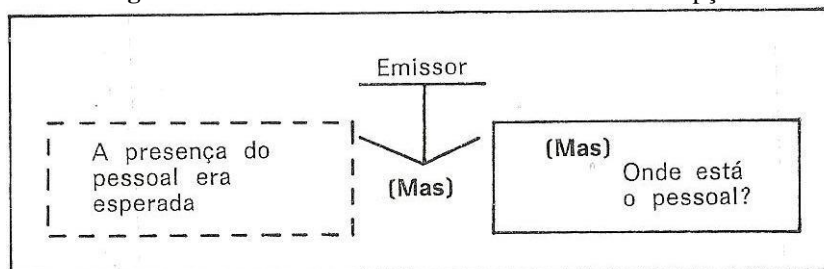 Emissor
A presença do
pessoal era
esperada
(Mas)
(Mas)
Onde está
o pessoal?